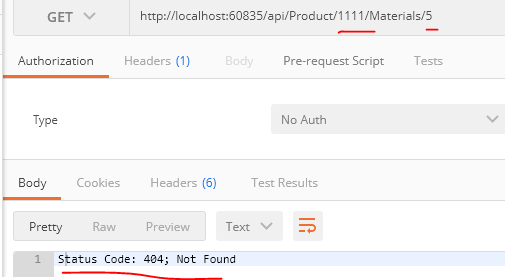 GET http://localhost:60835/api/Product/1111/Materials/5
Authorization Headers (1) Body Pre-request Script Tests
Type No Auth
Body Cookies Headers (6) Test Results
Pretty Raw Preview Text
1 Status Code: 404; Not Found